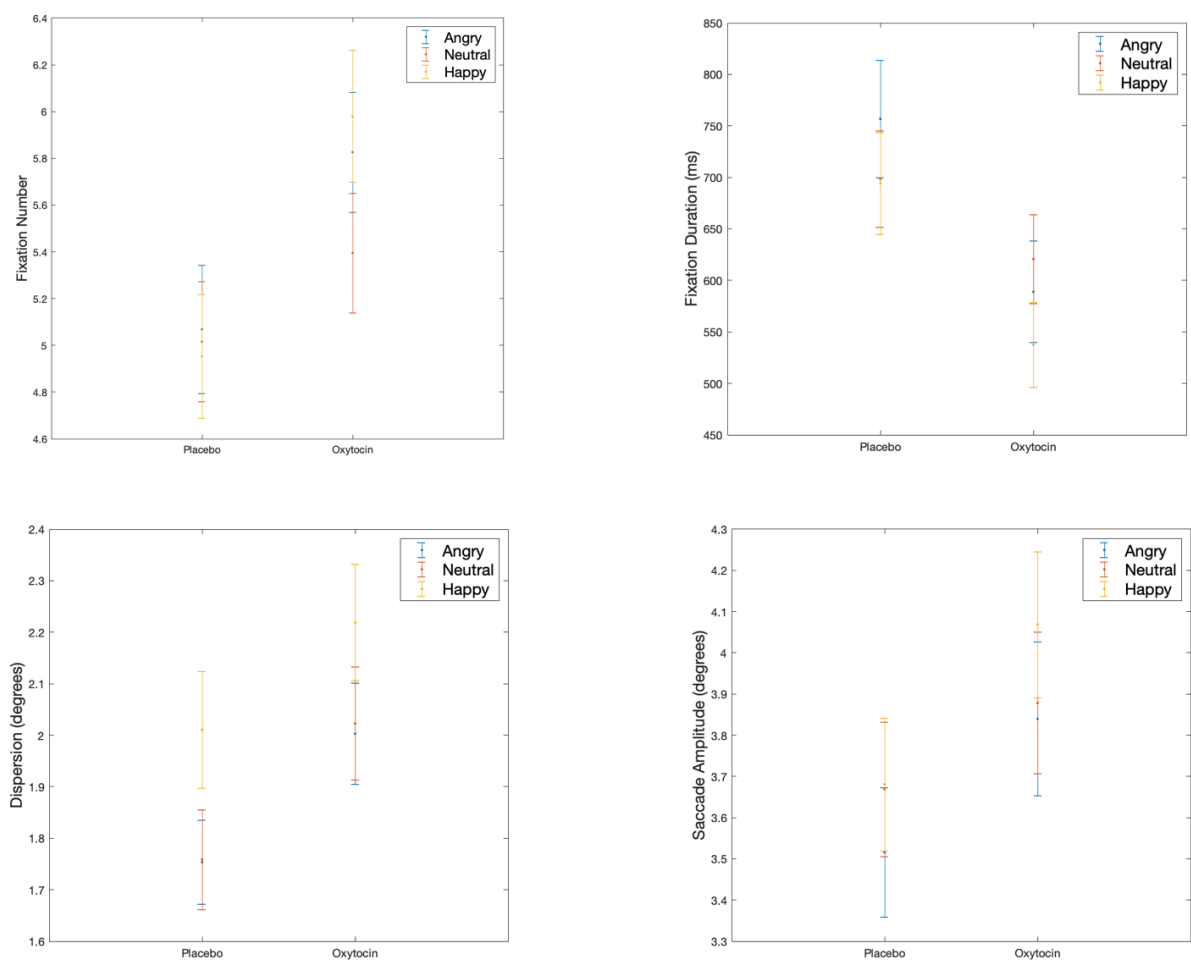 6.4
6.2
6
5.8
5.6
5.4
5.2
5
4.8
4.6
Fixation Number
Angry
Neutral
Happy
Placebo
Oxytocin
850
800
750
700
650
600
550
500
450
Fixation Duration (ms)
Angry
Neutral
Happy
Placebo
Oxytocin
2.4
2.3
2.2
2.1
2
1.9
1.8
1.7
1.6
Dispersion (degrees)
Angry
Neutral
Happy
Placebo
Oxytocin
4.3
4.2
4.1
4
3.9
3.8
3.7
3.6
3.5
3.4
3.3
Saccade Amplitude (degrees)
Angry
Neutral
Happy
Placebo
Oxytocin